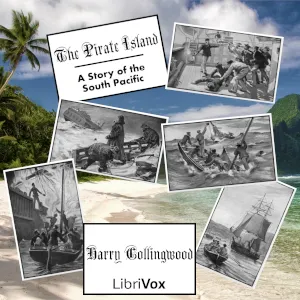 The Pirate Island
A Story of the
South Pacific
Harry Collingwood
LibriVox